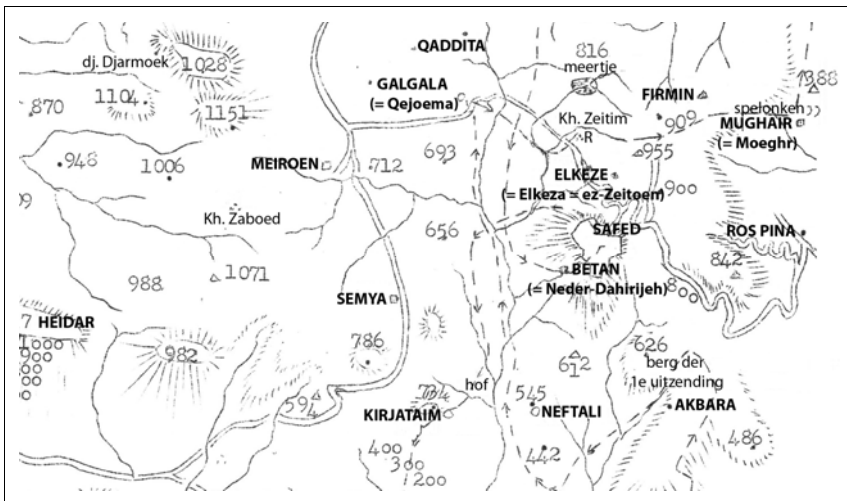 QADDITA
dj. Djarmoek
1028
816
meertje
GALGALA
(= Qejoema)
FIRMIN
388
870
1104
1151
Kh. Zeitim
R
909
spelonken
MUGHAIR
(= Moeghr)
948
1006
MEIROEN
712
693
955
ELKEZE
(= Elkeza = ez-Zeitoem)
900
Kh. Zaboed
656
SAFED
ROS PINA
842
988
1071
BETAN
(= Neder-Dahirijeh)
800
SEMYA
HEIDAR
982
786
612
626
berg der
1e uitzending
594
hof
KIRJATAIM
545
NEFTALI
AKBARA
400
300
200
442
486